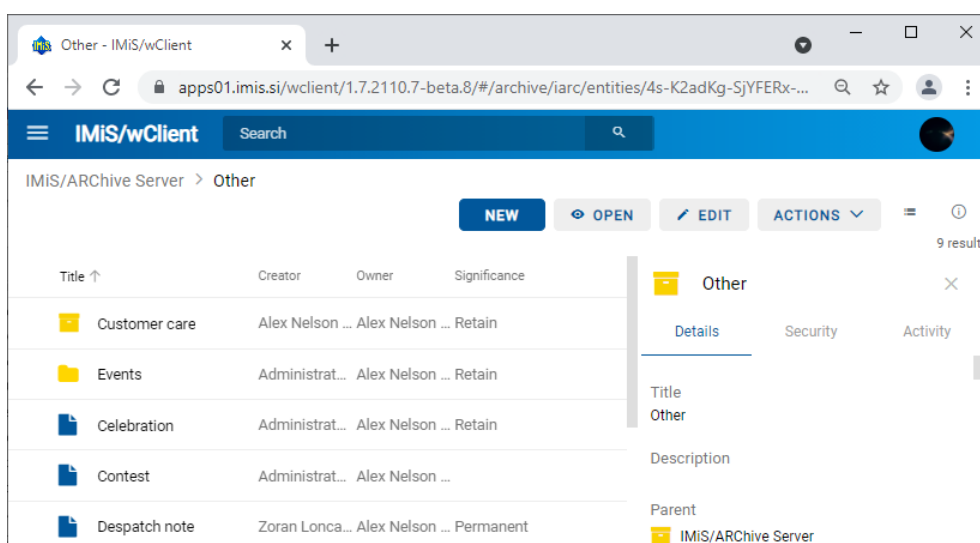 Other - IMiS/wClient
apps01.imis.si/wclient/1.7.2110.7-beta.8/#/archive/iarc/entities/4s-K2adKg-SjYFERx-...
IMiS/wClient Search
IMiS/ARChive Server > Other
NEW OPEN EDIT ACTIONS
9 result
Title Creator Owner Significance
Other
Customer care Alex Nelson ... Alex Nelson ... Retain
Details Security Activity
Events Administrat... Alex Nelson ... Retain
Title
Other
Celebration Administrat... Alex Nelson ... Retain
Description
Contest Administrat... Alex Nelson ...
Parent
Despatch note Zoran Lonca... Alex Nelson ... Permanent
IMiS/ARChive Server